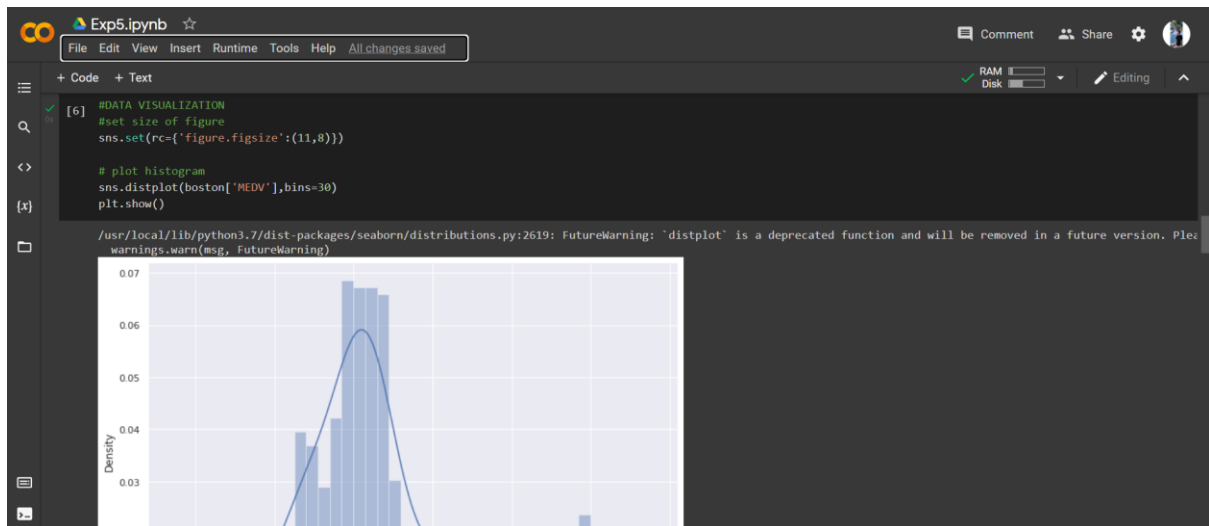 Exp5.ipynb
File Edit View Insert Runtime Tools Help All changes saved
Comment Share
+ Code + Text
RAM
Disk
Editing
[6]
0s
#DATA VISUALIZATION
#set size of figure
sns.set(rc={'figure.figsize':(11,8)})
# plot histogram
sns.distplot(boston['MEDV'],bins=30)
plt.show()
/usr/local/lib/python3.7/dist-packages/seaborn/distributions.py:2619: FutureWarning: `distplot` is a deprecated function and will be removed in a future version. Plea
warnings.warn(msg, FutureWarning)
0.07
0.06
0.05
0.04
Density
0.03
{x}